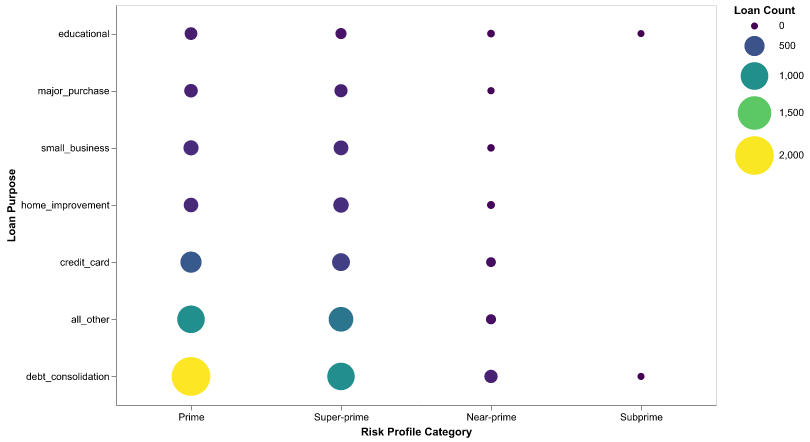 Loan Count
0
500
1,000
1,500
2,000
Loan Purpose
educational
major_purchase
small_business
home_improvement
credit_card
all_other
debt_consolidation
Prime
Super-prime
Near-prime
Subprime
Risk Profile Category